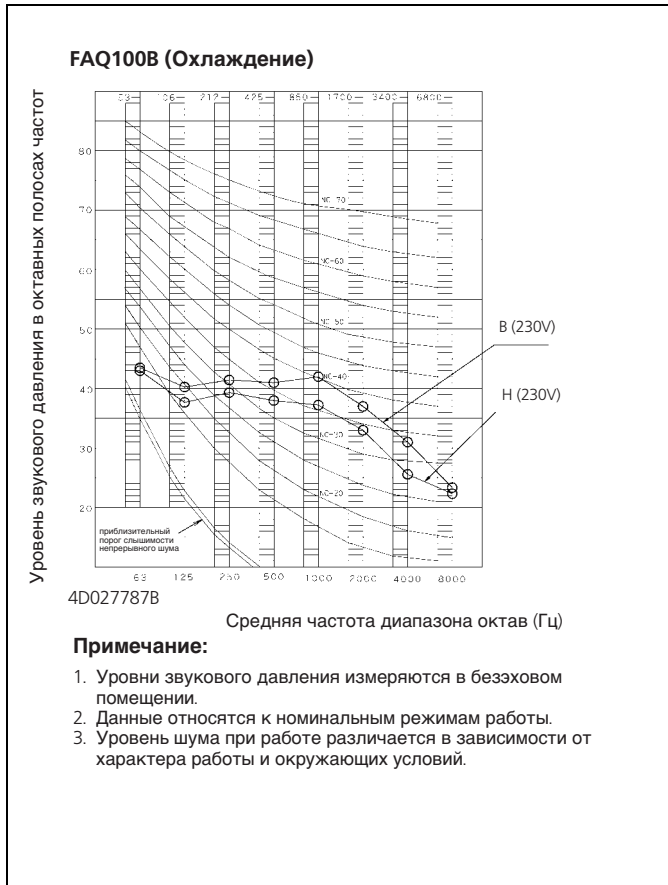 FAQ100B (Охлаждение)
Уровень звукового давления в октавных полосах частот
53 106 212 425 850 1700 3400 6800
80
70
60
50
40
30
20
NC-70
NC-60
NC-50
NC-40
NC-30
NC-20
B (230V)
H (230V)
приблизительный
порог слышимости
непрерывного шума
63 125 250 500 1000 2000 4000 8000
4D027787B
Средняя частота диапазона октав (Гц)
Примечание:
1. Уровни звукового давления измеряются в безэховом
помещении.
2. Данные относятся к номинальным режимам работы.
3. Уровень шума при работе различается в зависимости от
характера работы и окружающих условий.